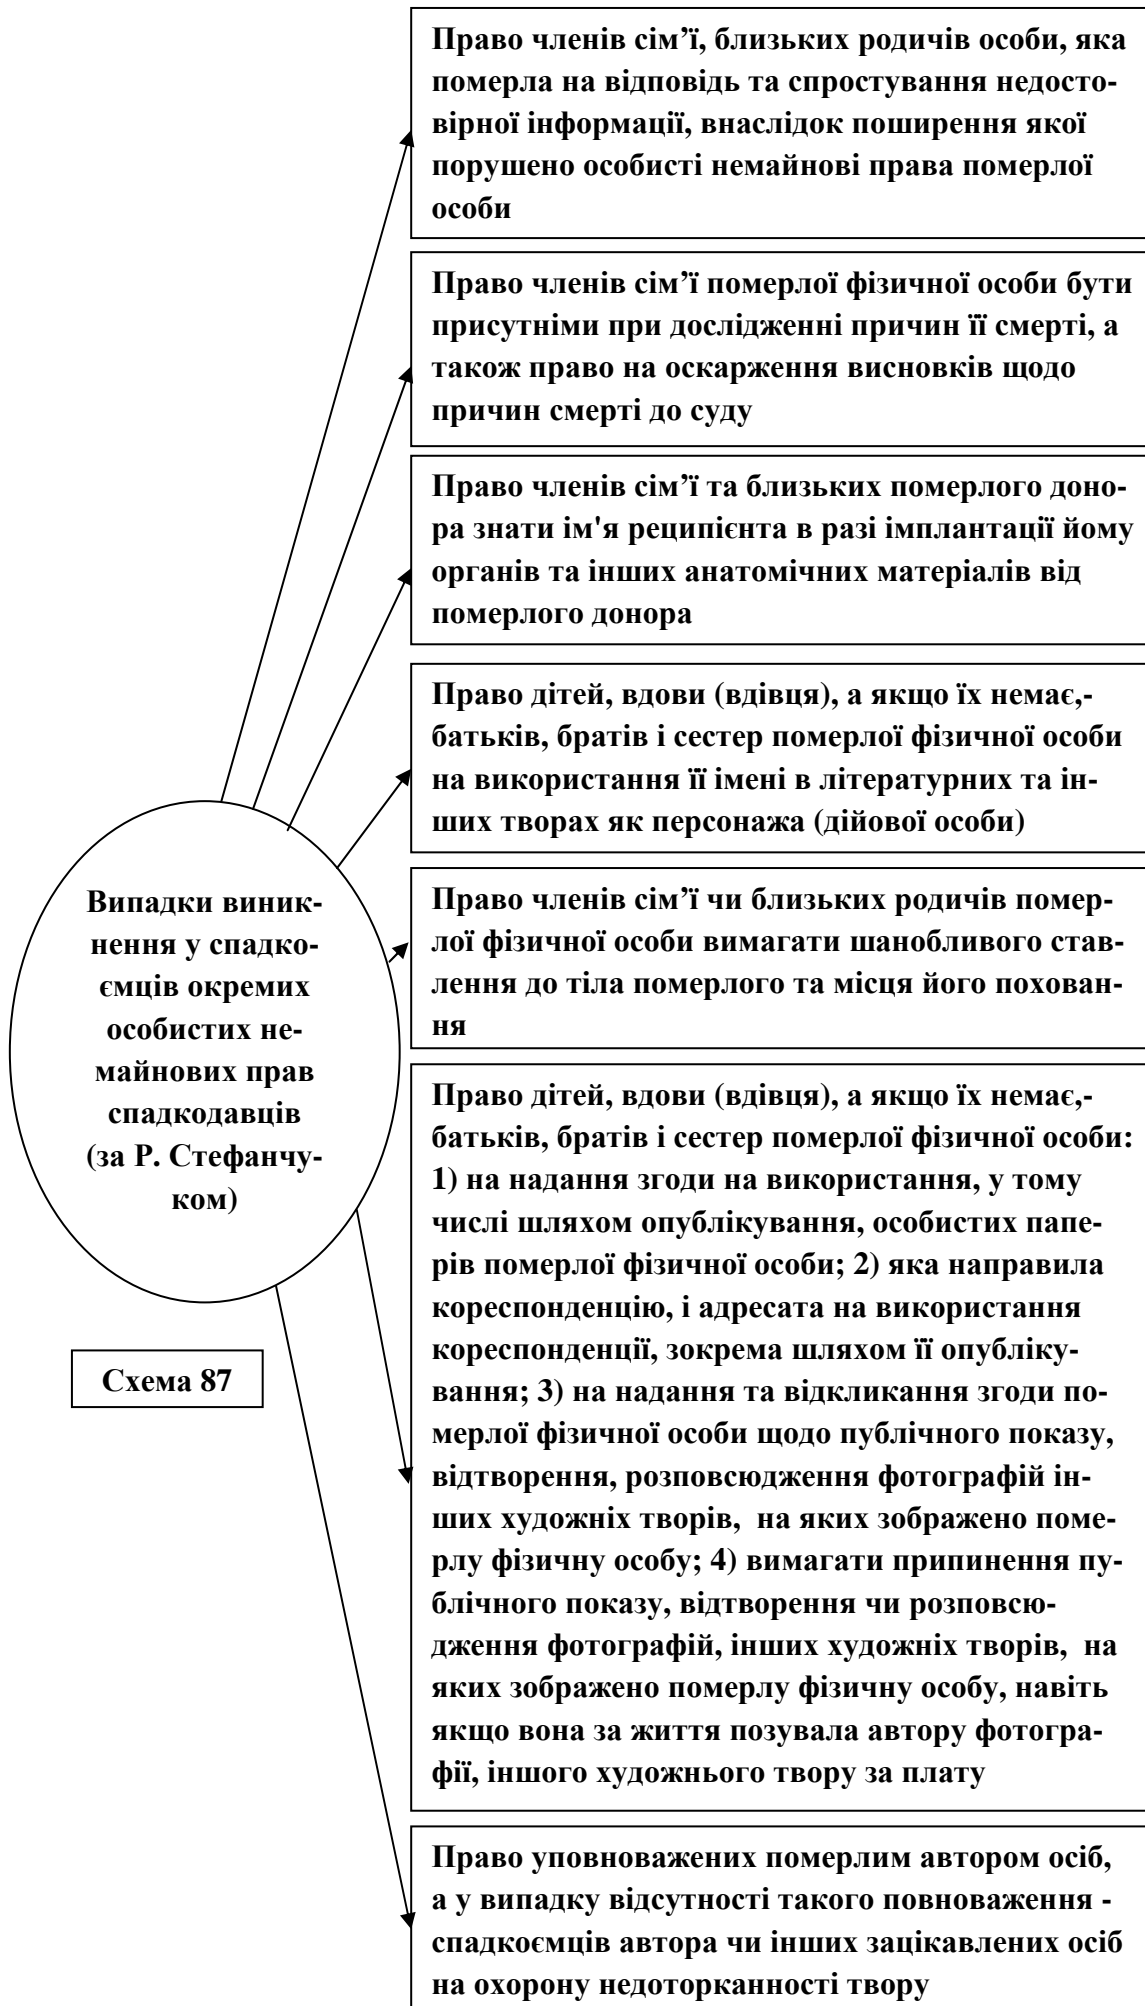 Право членів сім’ї, близьких родичів особи, яка
померла на відповідь та спростування недосто-
вірної інформації, внаслідок поширення якої
порушено особисті немайнові права померлої
особи
Право членів сім’ї померлої фізичної особи бути
присутніми при дослідженні причин її смерті, а
також право на оскарження висновків щодо
причин смерті до суду
Право членів сім’ї та близьких померлого доно-
ра знати ім'я реципієнта в разі імплантації йому
органів та інших анатомічних матеріалів від
померлого донора
Право дітей, вдови (вдівця), а якщо їх немає,-
батьків, братів і сестер померлої фізичної особи
на використання її імені в літературних та ін-
ших творах як персонажа (дійової особи)
Випадки виник-
нення у спадко-
ємців окремих
особистих не-
майнових прав
спадкодавців
(за Р. Стефанчу-
ком)
Право членів сім’ї чи близьких родичів помер-
лої фізичної особи вимагати шанобливого став-
лення до тіла померлого та місця його похован-
ня
Право дітей, вдови (вдівця), а якщо їх немає,-
батьків, братів і сестер померлої фізичної особи:
1) на надання згоди на використання, у тому
числі шляхом опублікування, особистих папе-
рів померлої фізичної особи; 2) яка направила
кореспонденцію, і адресата на використання
кореспонденції, зокрема шляхом її опубліку-
вання; 3) на надання та відкликання згоди по-
мерлої фізичної особи щодо публічного показу,
відтворення, розповсюдження фотографій ін-
ших художніх творів, на яких зображено поме-
рлу фізичну особу; 4) вимагати припинення пу-
блічного показу, відтворення чи розповсю-
дження фотографій, інших художніх творів, на
яких зображено померлу фізичну особу, навіть
якщо вона за життя позувала автору фотогра-
фії, іншого художнього твору за плату
Схема 87
Право уповноважених померлим автором осіб,
а у випадку відсутності такого повноваження -
спадкоємців автора чи інших зацікавлених осіб
на охорону недоторканності твору